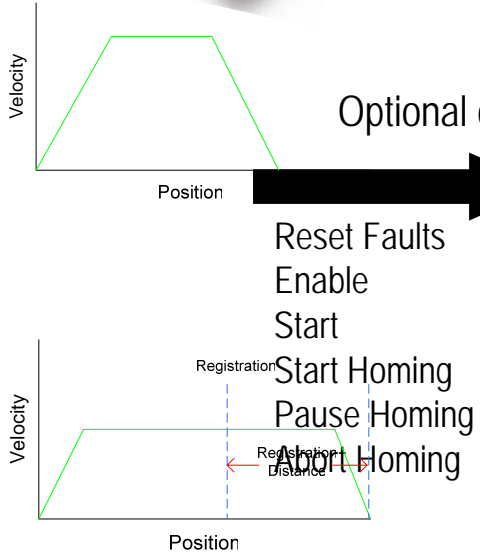 Velocity
Optional
Position
Reset Faults
Enable
Start
Registration
Start Homing
Velocity
Pause Homing
Registration
Distance
Abort Homing
Position